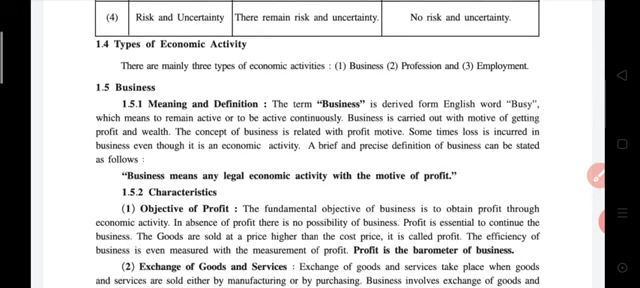 (4) Risk and Uncertainty There remain risk and uncertainty. No risk and uncertainty.
1.4 Types of Economic Activity
There are mainly three types of economic activities : (1) Business (2) Profession and (3) Employment.
1.5 Business
1.5.1 Meaning and Definition : The term “Business” is derived form English word “Busy”,
which means to remain active or to be active continuously. Business is carried out with motive of getting
profit and wealth. The concept of business is related with profit motive. Some times loss is incurred in
business even though it is an economic activity. A brief and precise definition of business can be stated
as follows :
“Business means any legal economic activity with the motive of profit.”
1.5.2 Characteristics
(1) Objective of Profit : The fundamental objective of business is to obtain profit through
economic activity. In absence of profit there is no possibility of business. Profit is essential to continue the
business. The Goods are sold at a price higher than the cost price, it is called profit. The efficiency of
business is even measured with the measurement of profit. Profit is the barometer of business.
(2) Exchange of Goods and Services : Exchange of goods and services take place when goods
and services are sold either by manufacturing or by purchasing. Business involves exchange of goods and